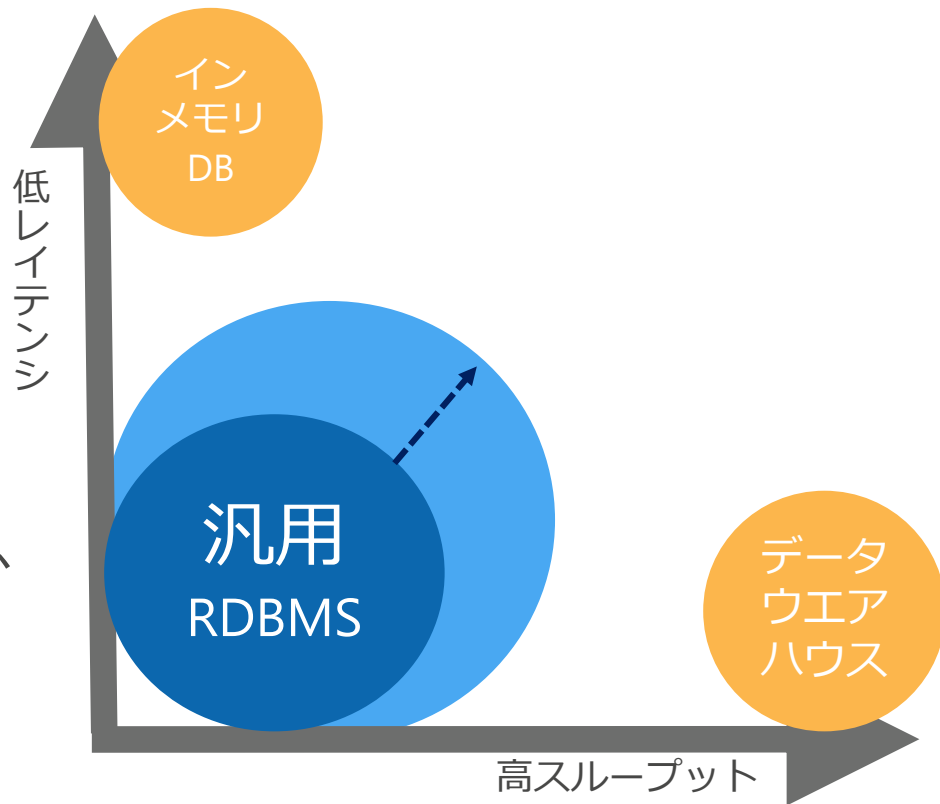 イン
メモリ
DB
低レイテンシ
汎用
RDBMS
データ
ウエア
ハウス
高スループット